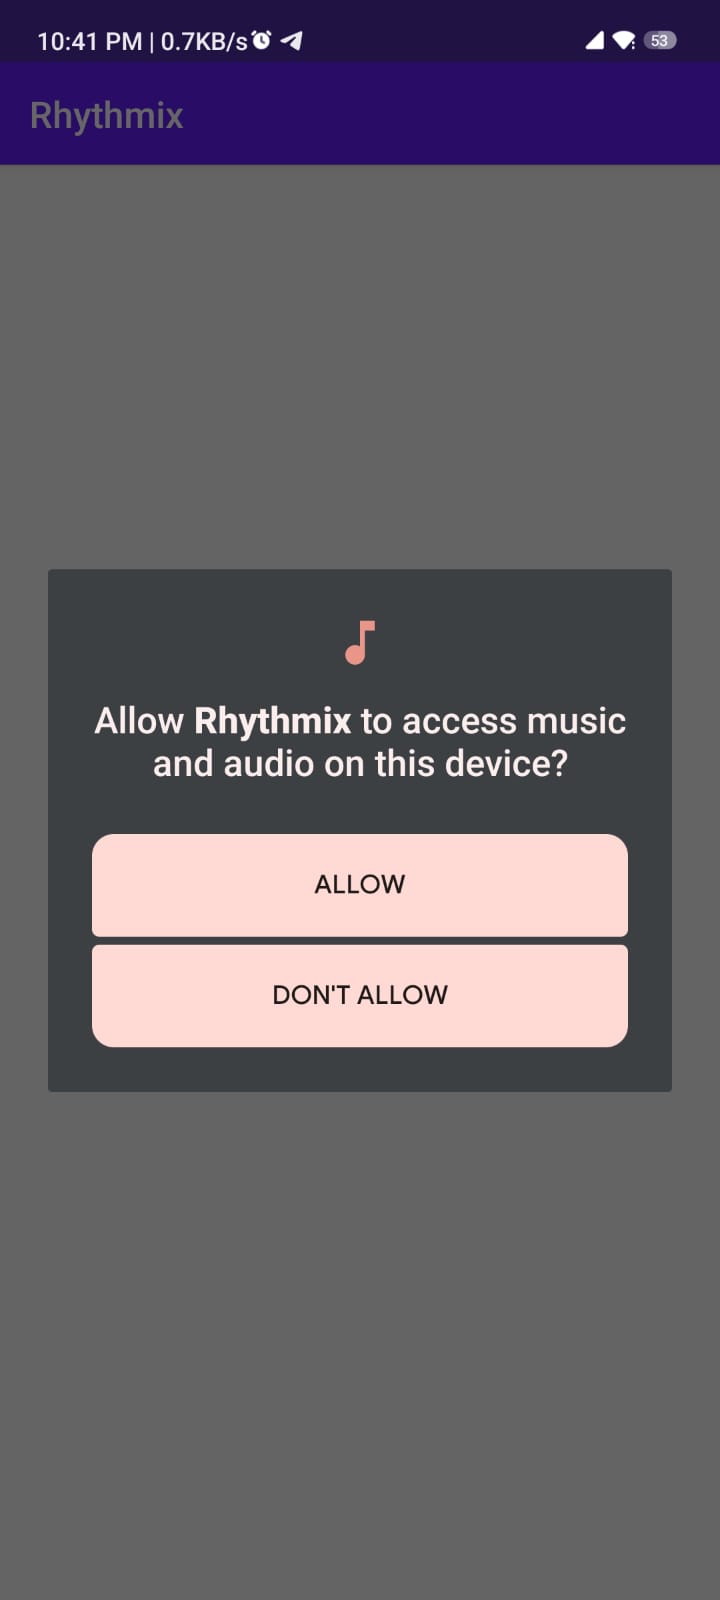 10:41 PM | 0.7KB/s 53
Rhythmix
Allow Rhythmix to access music
and audio on this device?
ALLOW
DON'T ALLOW